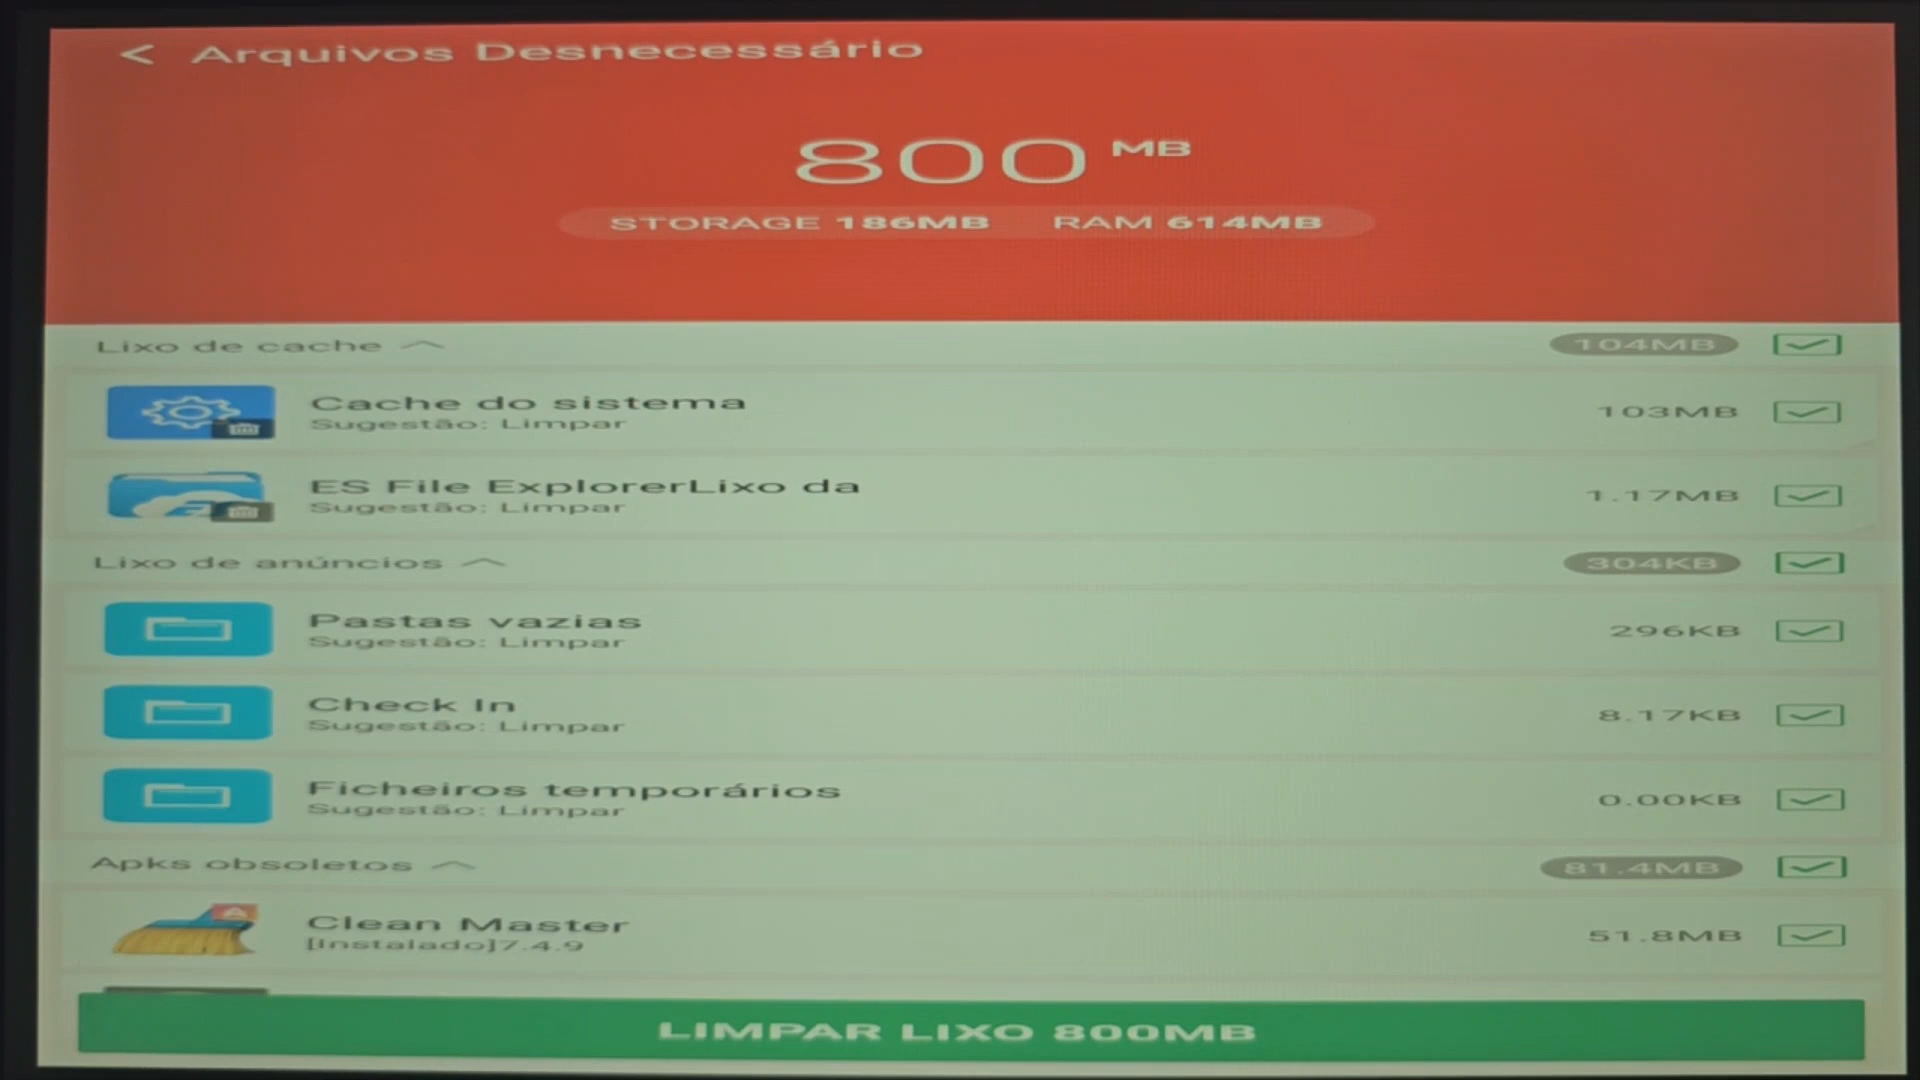 < Arquivos Desnecessário
800 MB
STORAGE 186MB RAM 614MB
Lixo de cache 104MB
Cache do sistema
Sugestão: Limpar
103MB
ES File ExplorerLixo da
Sugestão: Limpar
1.17MB
Lixo de anúncios 304KB
Pastas vazias
Sugestão: Limpar
296KB
Check In
Sugestão: Limpar
8.17KB
Ficheiros temporários
Sugestão: Limpar
0.00KB
Apks obsoletos 81.4MB
Clean Master
[Instalado]7.4.9
51.8MB
LIMPAR LIXO 800MB